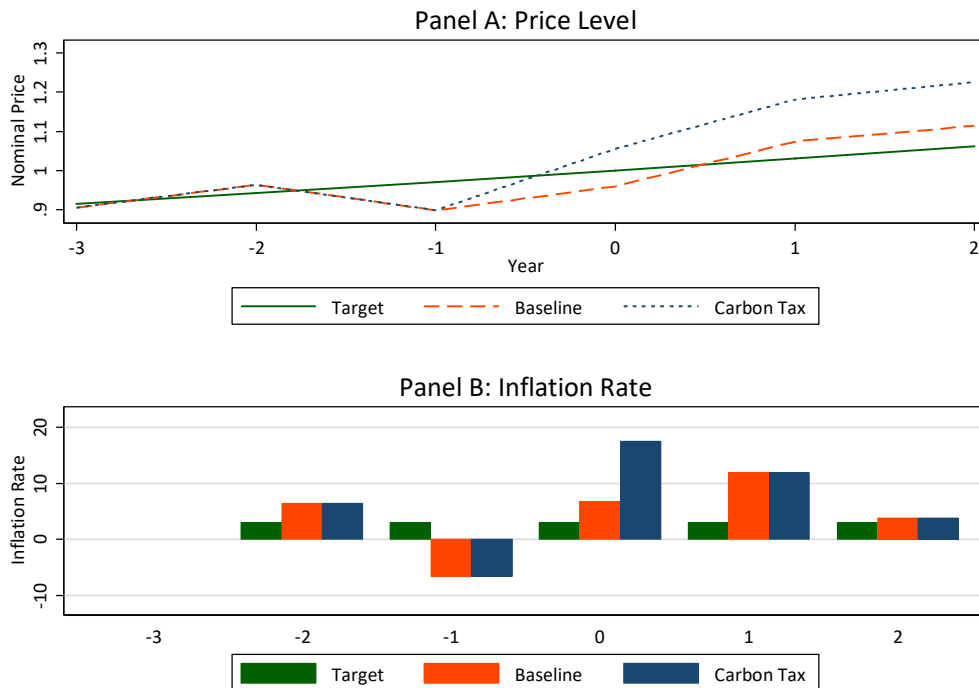 Panel A: Price Level
Nominal Price
1.3
1.2
1.1
1
.9
-3 -2 -1 0 1 2
Year
Target Baseline Carbon Tax
Panel B: Inflation Rate
Inflation Rate
20
10
0
-10
-3 -2 -1 0 1 2
Target Baseline Carbon Tax